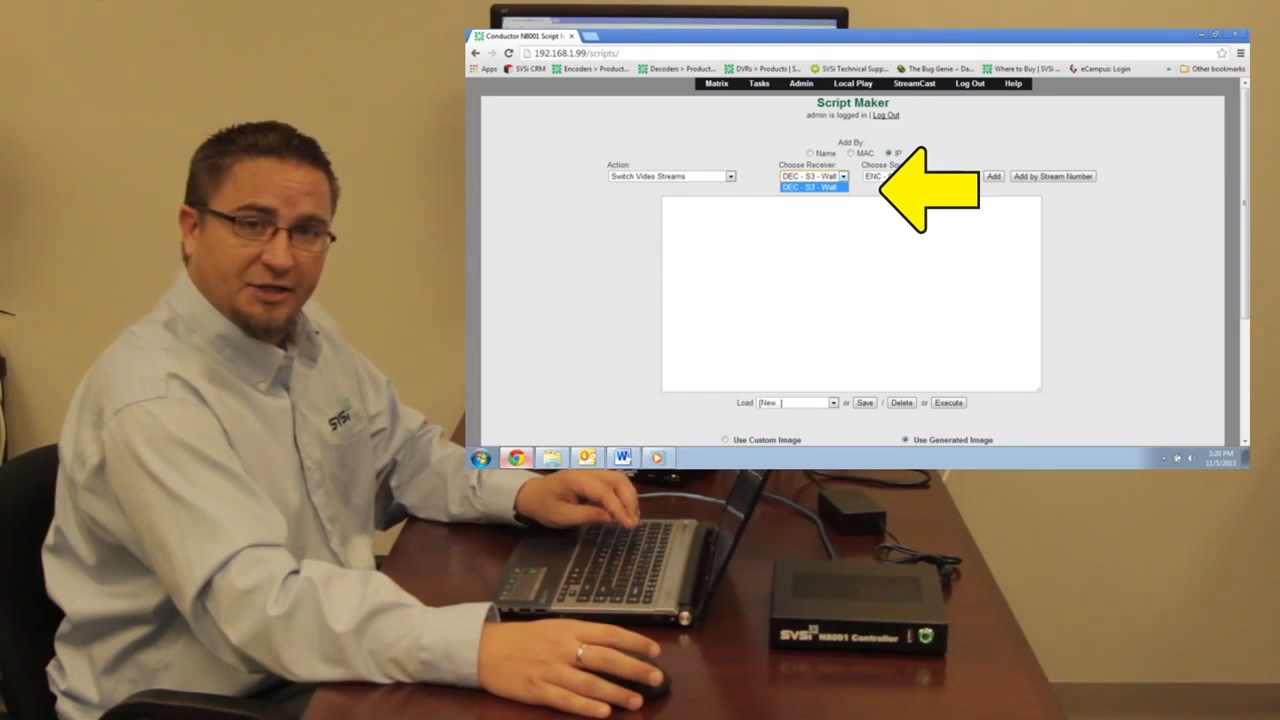 Conductor N8001 Script M
192.168.1.99/scripts/
Apps SVSi CRM Encoders > Product... Decoders > Product... DVRs > Products | S... SVSi Technical Supp... The Bug Genie ~ Da... Where to Buy | SVSi ... eCampus: Login » Other bookmarks
Matrix Tasks Admin Local Play StreamCast Log Out Help
Script Maker
admin is logged in | Log Out
Add By:
Name MAC IP
Action: Choose Receiver: Choose So
Switch Video Streams DEC - S3 - Wall ENC - Add Add by Stream Number
DEC - S3 - Wall
Load [New..] or Save / Delete or Execute
Use Custom Image Use Generated Image
3:20 PM
11/5/2013
SVSi
SVSi N8001 Controller